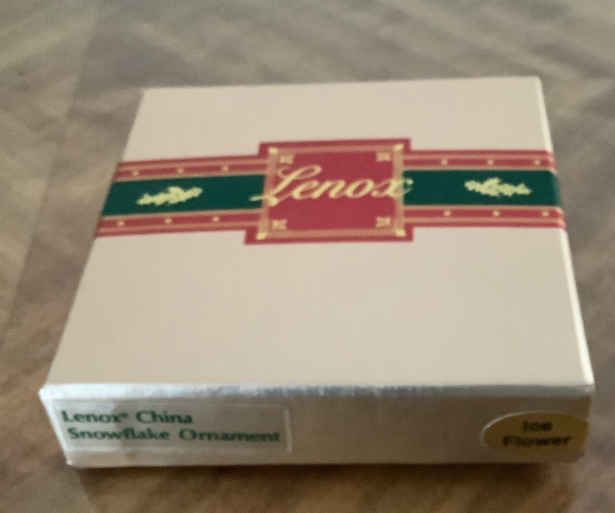 Lenox
Lenox® China
Snowflake Ornament
Ice
Flower